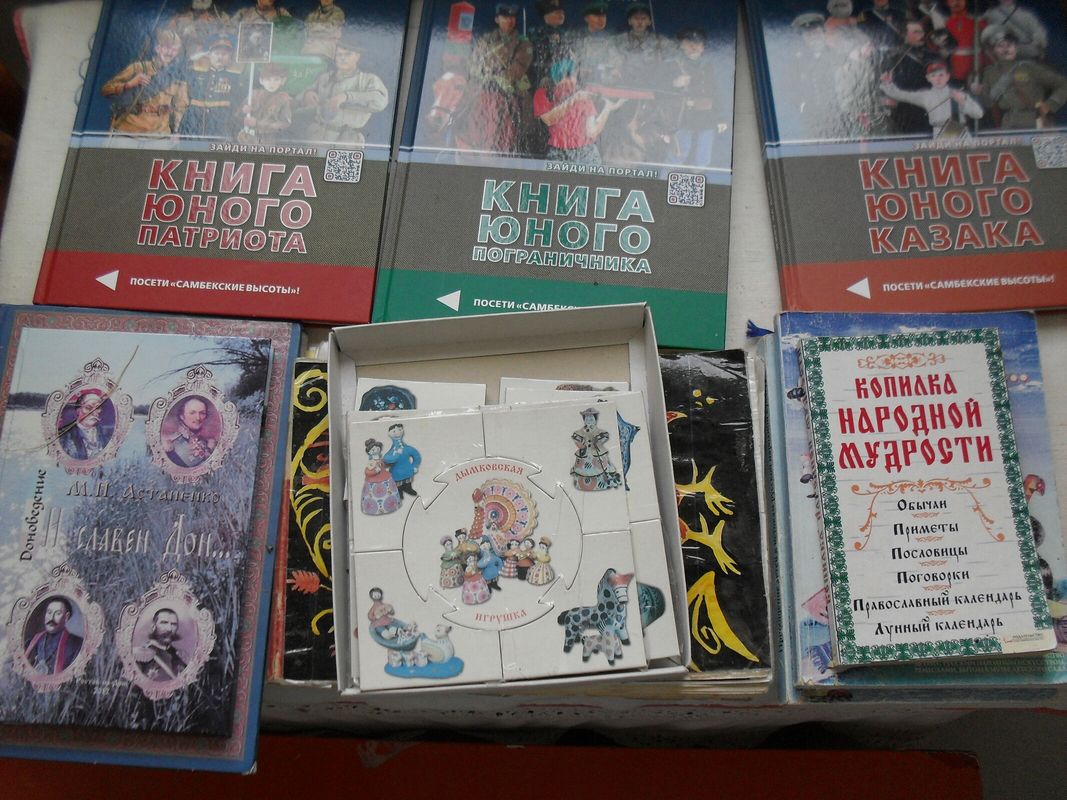 ЗАЙДИ НА ПОРТАЛ!
КНИГА
ЮНОГО
ПАТРИОТА
ПОСЕТИ «САМБЕКСКИЕ ВЫСОТЫ»!
ЗАЙДИ НА ПОРТАЛ!
КНИГА
ЮНОГО
ПОГРАНИЧНИКА
ПОСЕТИ «САМБЕКС
ЗАЙДИ НА ПОРТАЛ!
КНИГА
ЮНОГО
КАЗАКА
ПОСЕТИ «САМБЕКСКИЕ ВЫСОТЫ»!
Доноведение
М.П. Астапенко
И славен Дон...
ДЫМКОВСКАЯ
ИГРУШКА
КОПИЛКА
НАРОДНОЙ
МУДРОСТИ
Обычаи
Приметы
Пословицы
Поговорки
Православный календарь
Лунный календарь